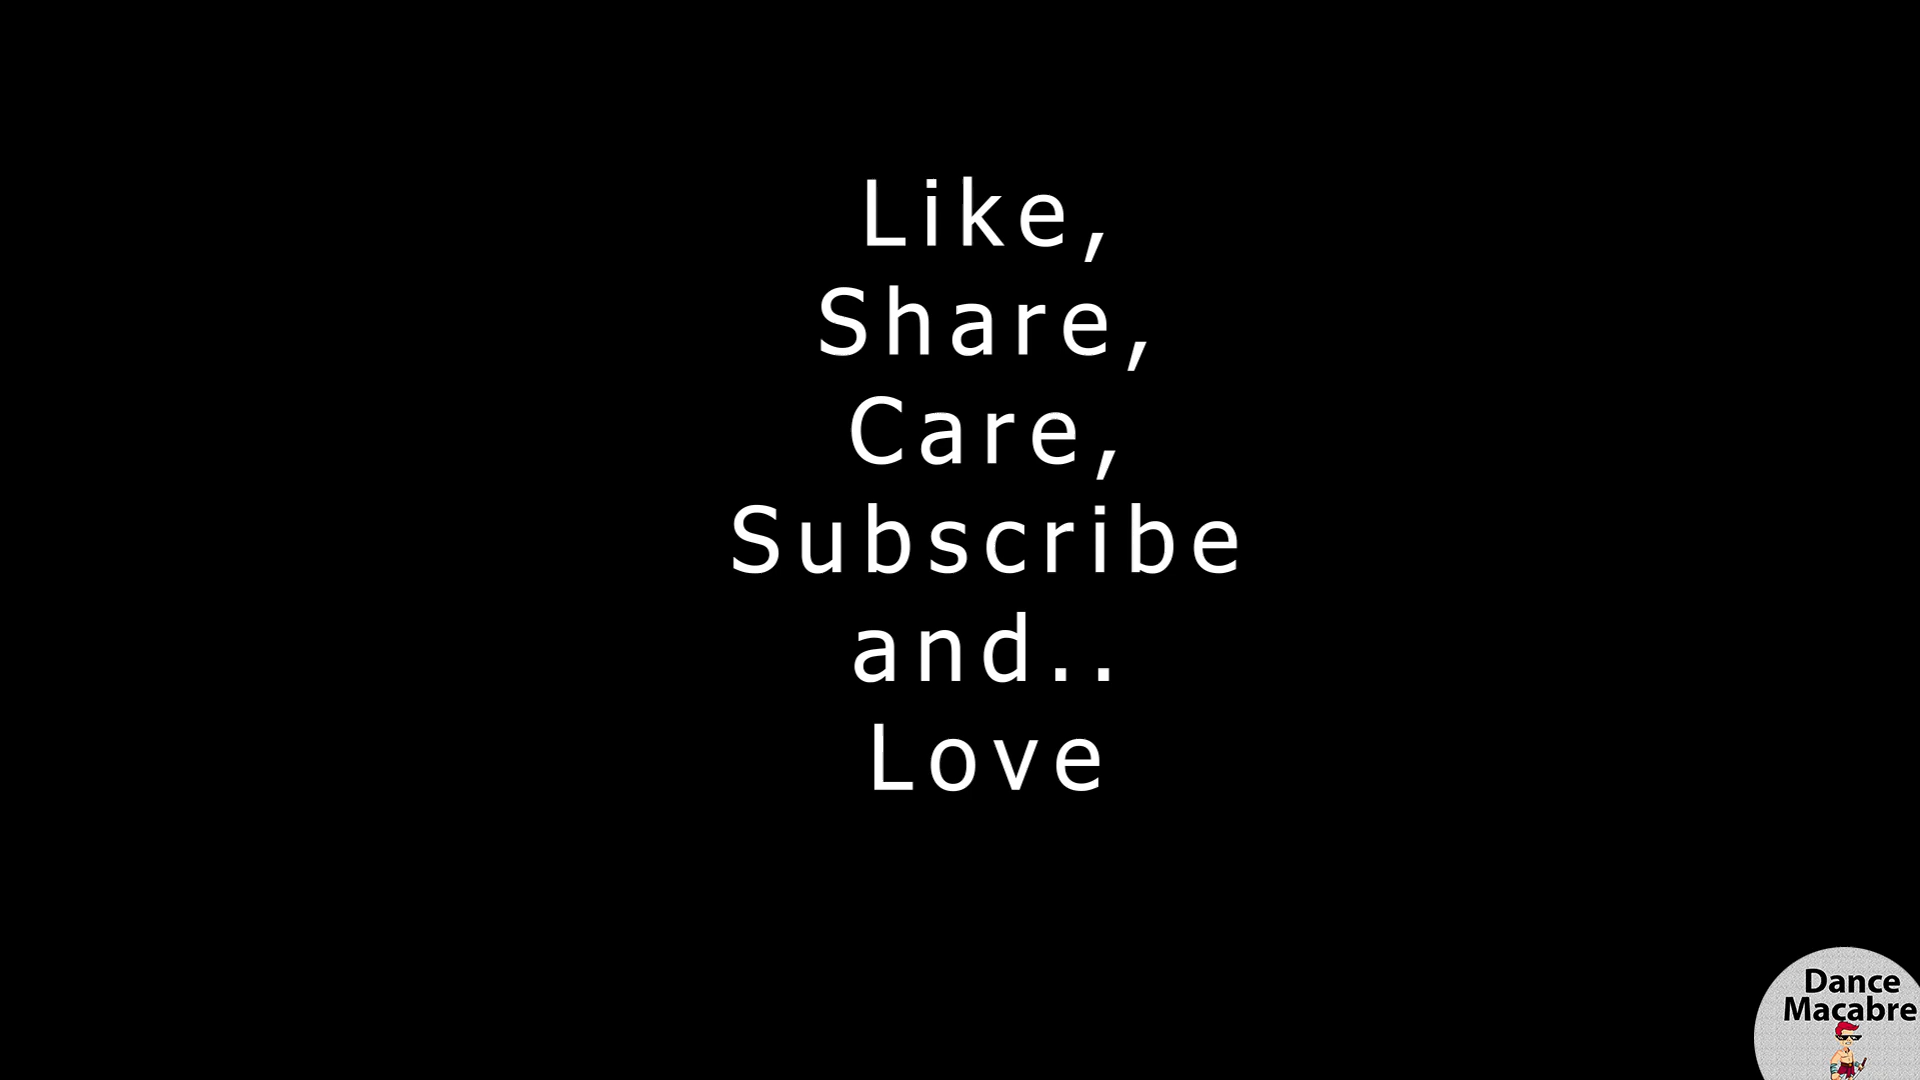 Like,
Share,
Care,
Subscribe
and..
Love
Dance
Macabre